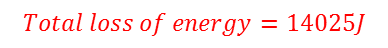 Total loss of energy = 14025J